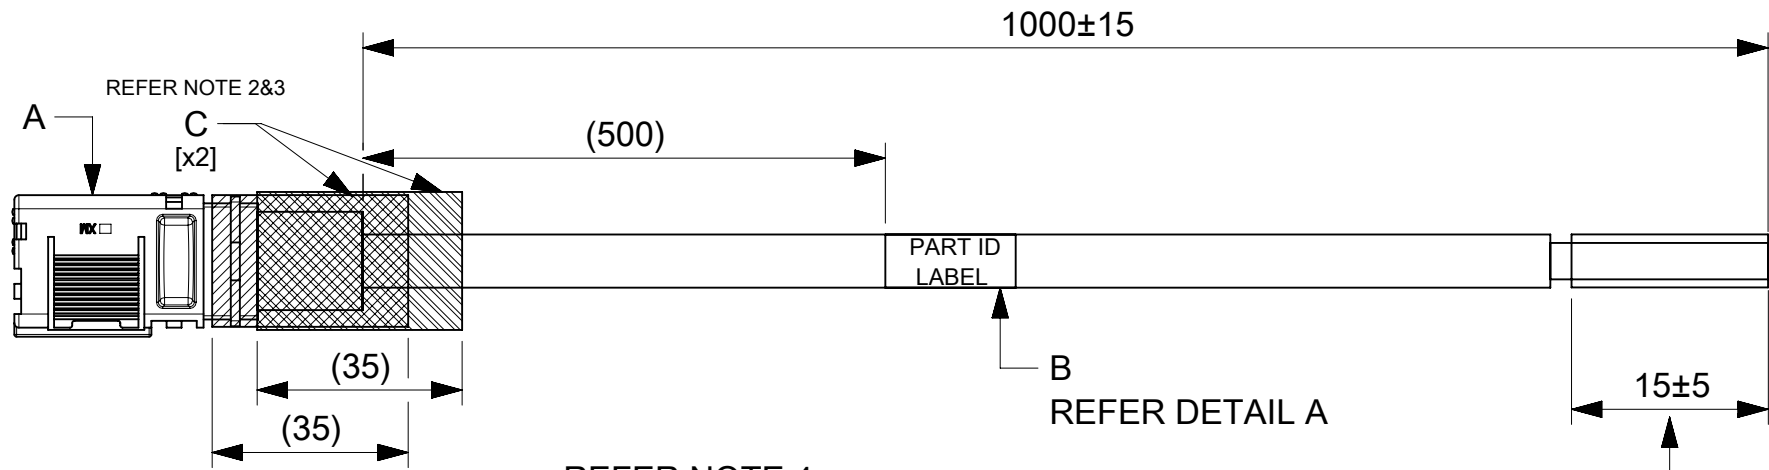 1000±15
REFER NOTE 2&3
A
C
[x2]
(500)
PART ID
LABEL
(35)
(35)
B
REFER DETAIL A
15±5
REFER NOTE 4